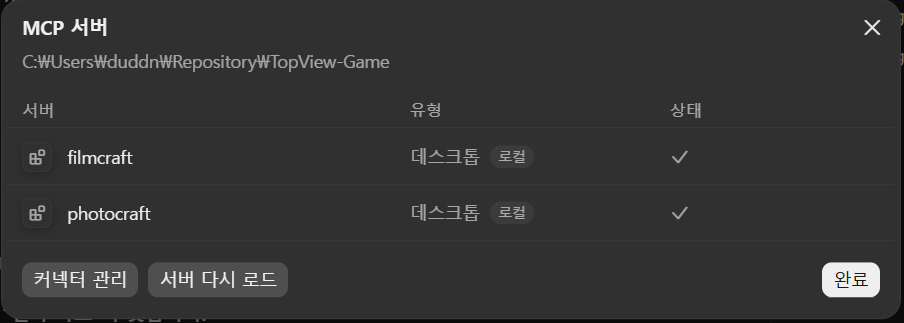 MCP 서버
C:₩Users₩duddn₩Repository₩TopView-Game
서버 유형 상태
filmcraft 데스크톱 로컬
photocraft 데스크톱 로컬
커넥터 관리 서버 다시 로드 완료